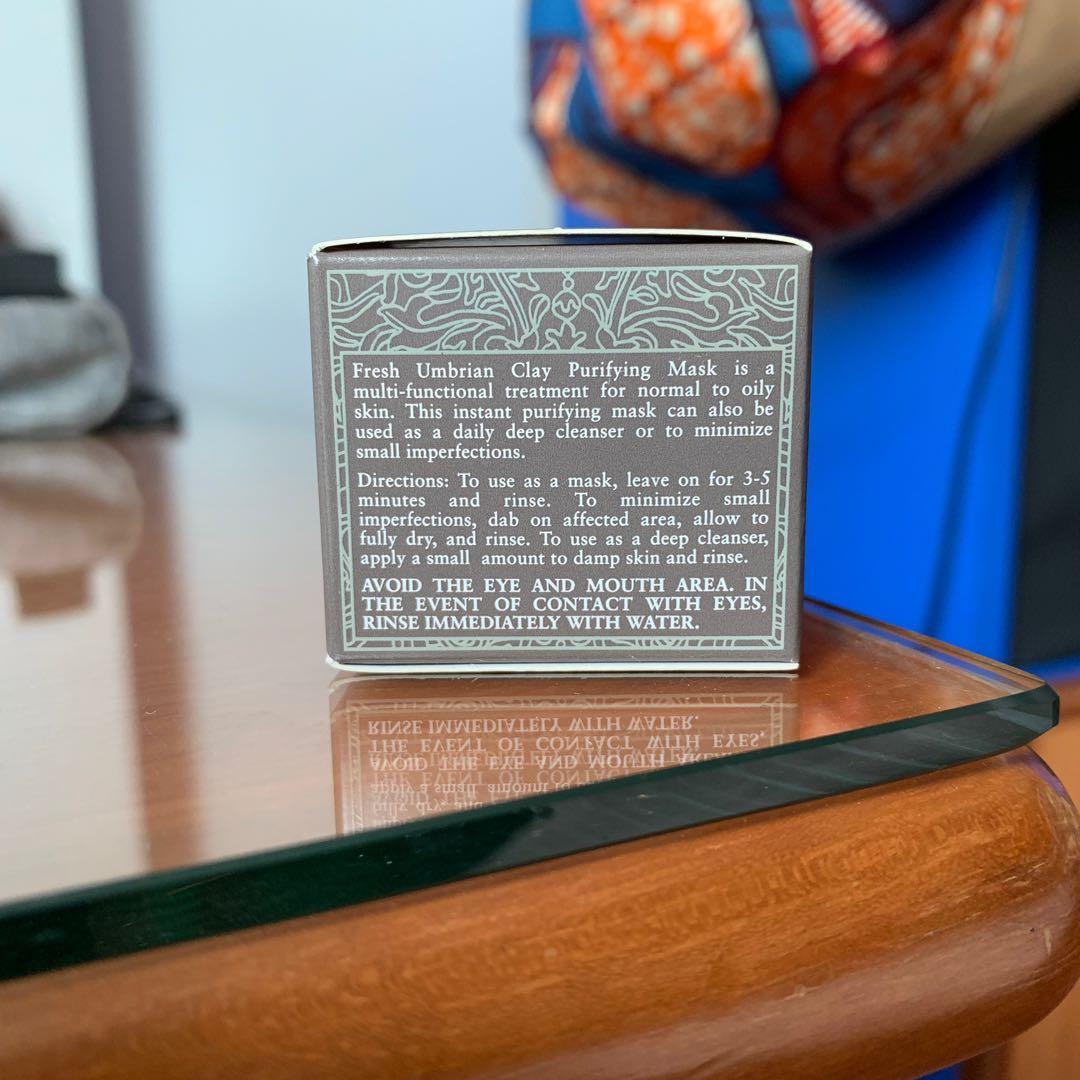 Fresh Umbrian Clay Purifying Mask is a
multi-functional treatment for normal to oily
skin. This instant purifying mask can also be
used as a daily deep cleanser or to minimize
small imperfections.
Directions: To use as a mask, leave on for 3-5
minutes and rinse. To minimize small
imperfections, dab on affected area, allow to
fully dry, and rinse. To use as a deep cleanser,
apply a small amount to damp skin and rinse.
AVOID THE EYE AND MOUTH AREA. IN
THE EVENT OF CONTACT WITH EYES,
RINSE IMMEDIATELY WITH WATER.